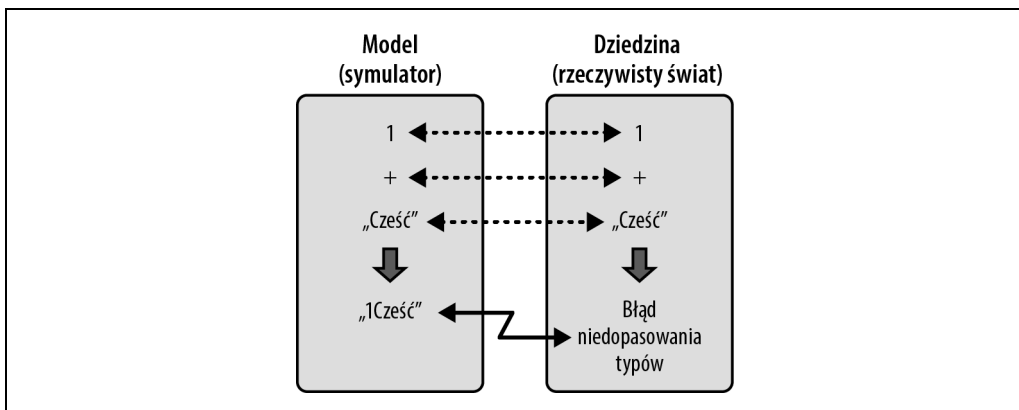 Model
(symulator)
1
+
„Cześć”
„1Cześć”
Dziedzina
(rzeczywisty świat)
1
+
„Cześć”
Błąd
niedopasowania
typów